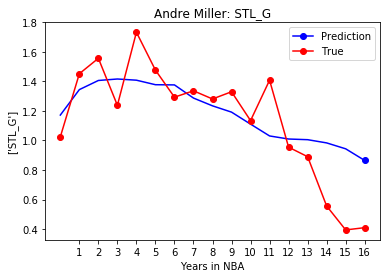 Andre Miller: STL_G
Prediction
True
['STL_G']
1.8
1.6
1.4
1.2
1.0
0.8
0.6
0.4
1 2 3 4 5 6 7 8 9 10 11 12 13 14 15 16
Years in NBA